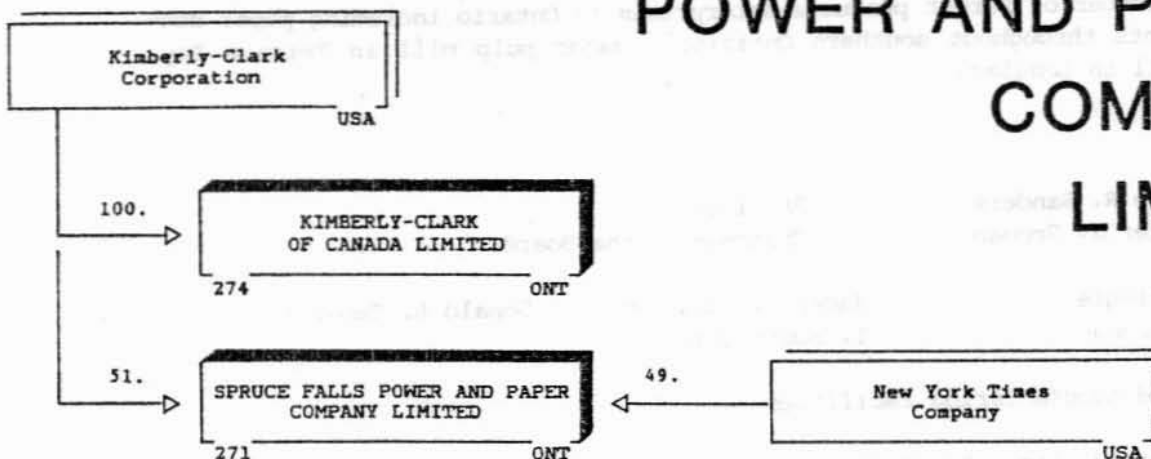 POWER AND P
COM
LIM
Kimberly-Clark
Corporation
USA
100.
KIMBERLY-CLARK
OF CANADA LIMITED
274 ONT
51.
SPRUCE FALLS POWER AND PAPER
COMPANY LIMITED
271 ONT
49.
New York Times
Company
USA